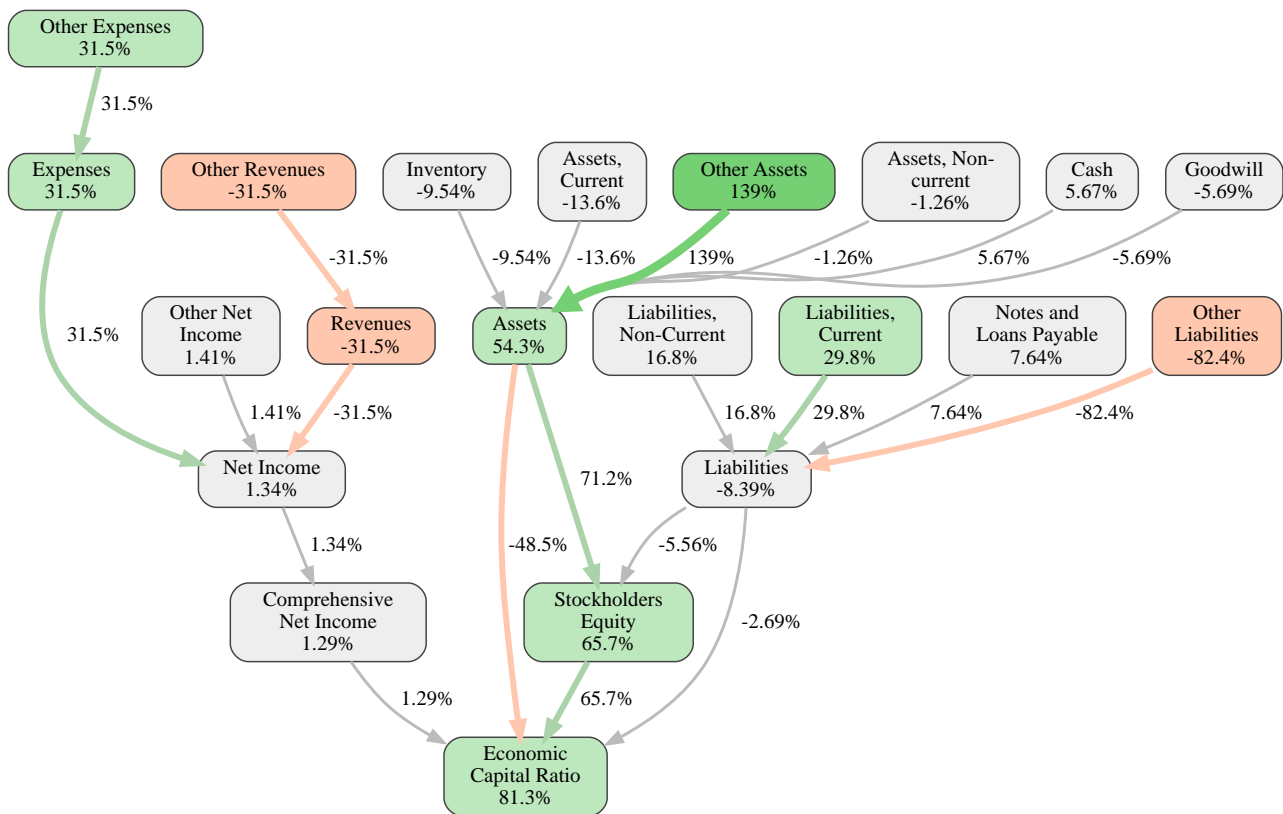 Other Expenses
31.5%
31.5%
Expenses
31.5%
Other Revenues
-31.5%
Inventory
-9.54%
Assets,
Current
-13.6%
Other Assets
139%
Assets, Non-
current
-1.26%
Cash
5.67%
Goodwill
-5.69%
-31.5%
-9.54%
-13.6%
139%
-1.26%
5.67%
-5.69%
31.5%
Other Net
Income
1.41%
Revenues
-31.5%
Assets
54.3%
Liabilities,
Non-Current
16.8%
Liabilities,
Current
29.8%
Notes and
Loans Payable
7.64%
Other
Liabilities
-82.4%
1.41%
-31.5%
16.8%
29.8%
7.64%
-82.4%
Net Income
1.34%
71.2%
Liabilities
-8.39%
1.34%
-48.5%
-5.56%
Comprehensive
Net Income
1.29%
Stockholders
Equity
65.7%
-2.69%
1.29%
65.7%
Economic
Capital Ratio
81.3%